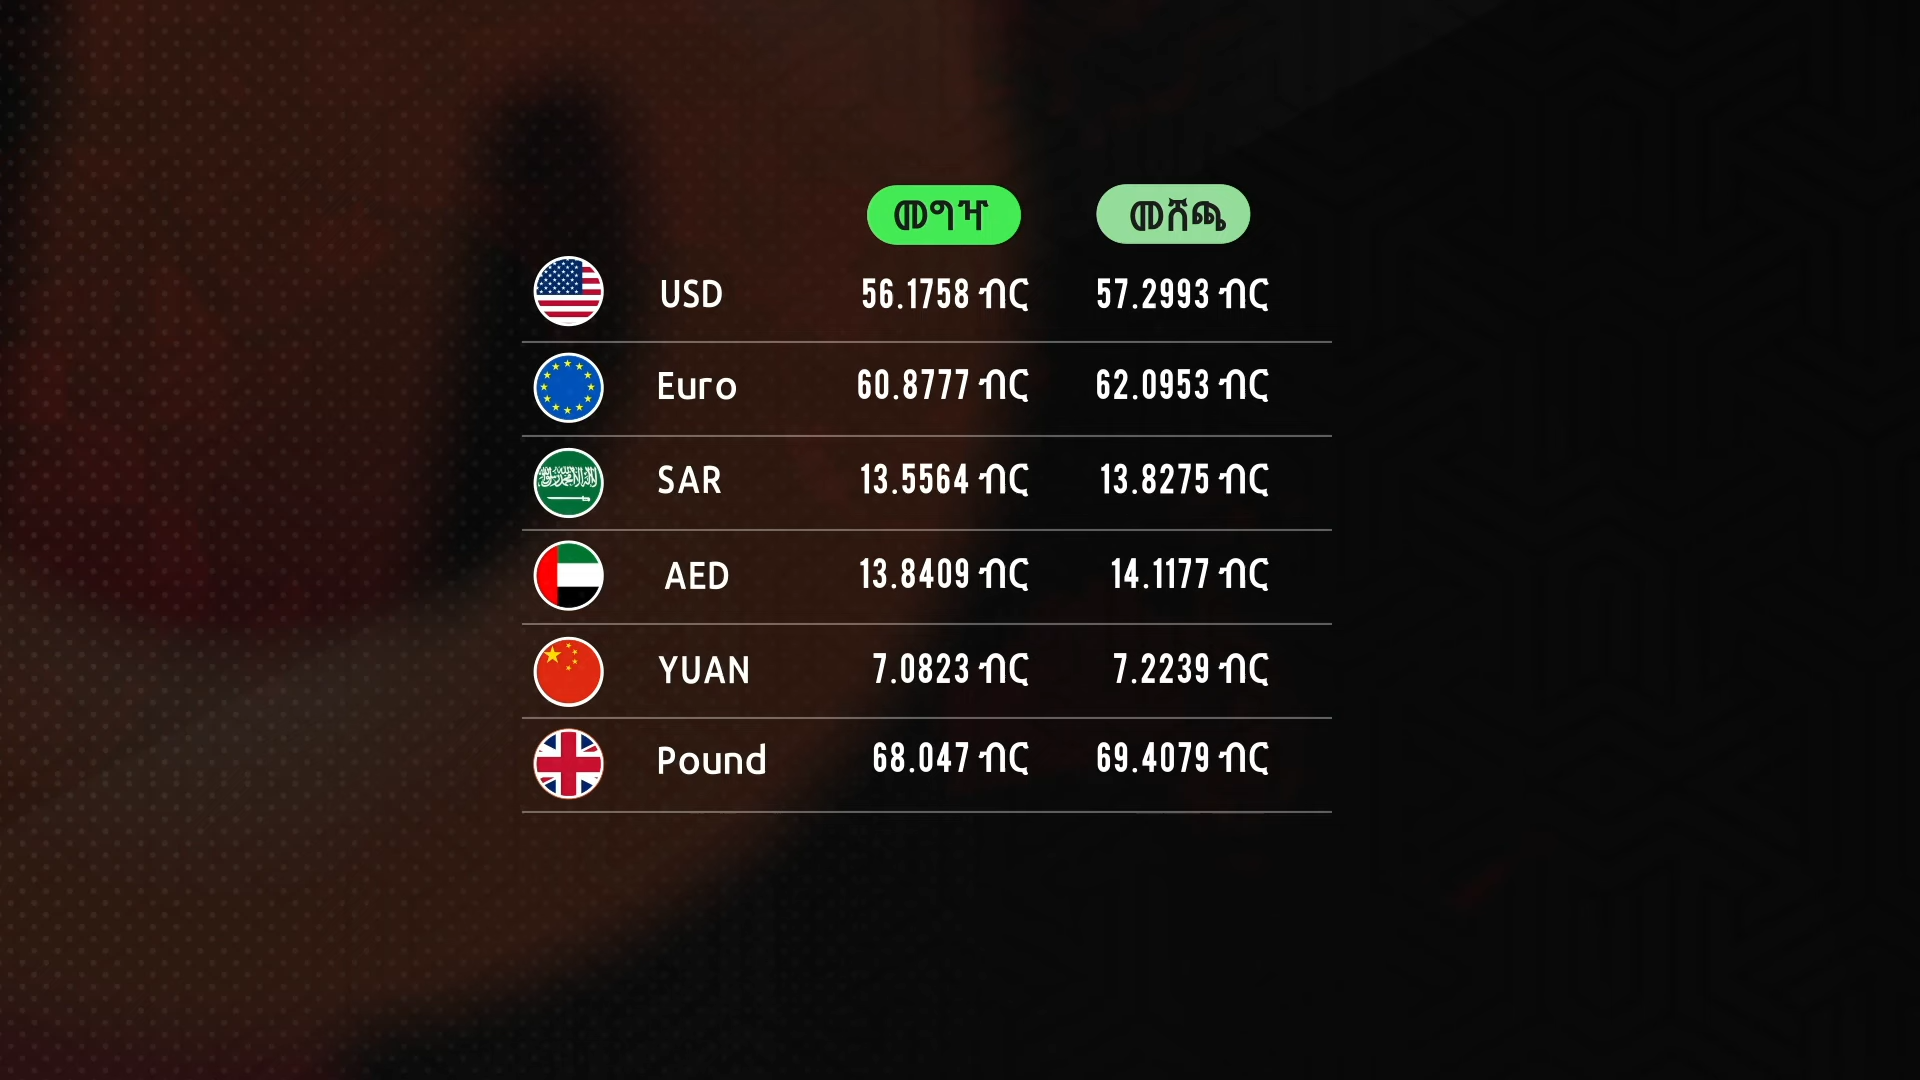 መግዣ መሸጫ
USD 56.1758 ብር 57.2993 ብር
Euro 60.8777 ብር 62.0953 ብር
SAR 13.5564 ብር 13.8275 ብር
AED 13.8409 ብር 14.1177 ብር
YUAN 7.0823 ብር 7.2239 ብር
Pound 68.047 ብር 69.4079 ብር